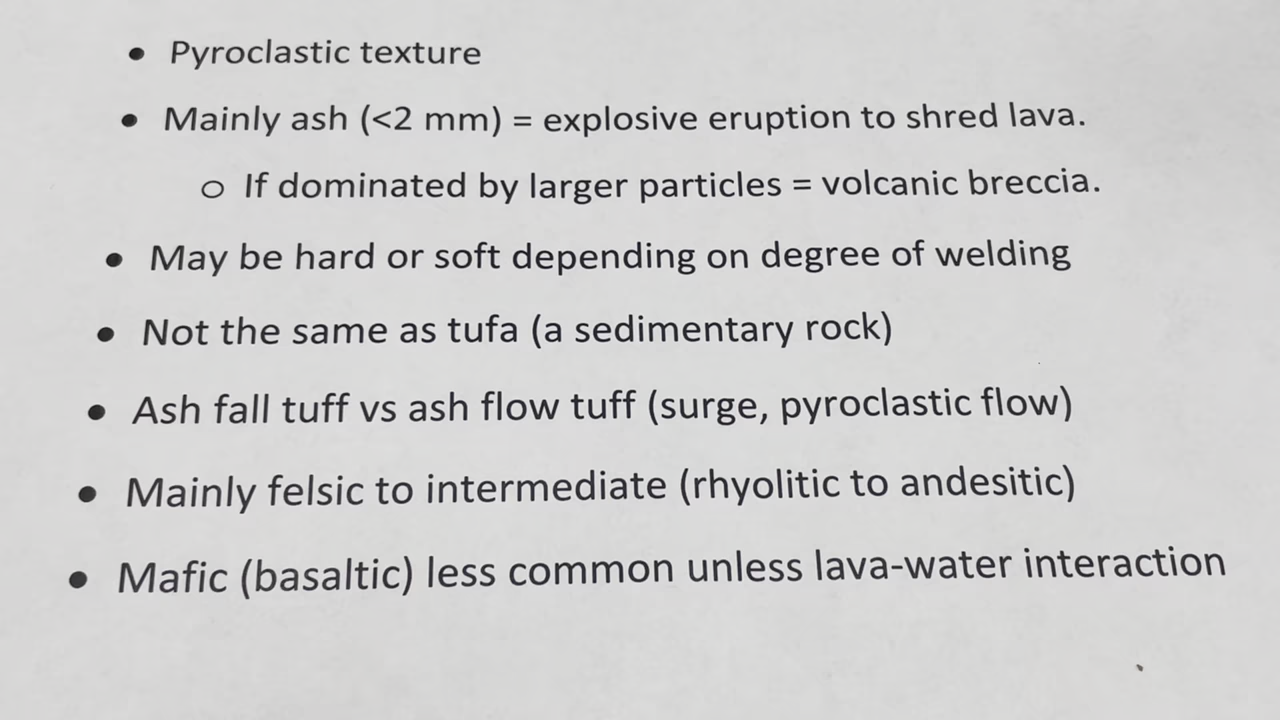 • Pyroclastic texture
• Mainly ash (<2 mm) = explosive eruption to shred lava.
o If dominated by larger particles = volcanic breccia.
• May be hard or soft depending on degree of welding
• Not the same as tufa (a sedimentary rock)
• Ash fall tuff vs ash flow tuff (surge, pyroclastic flow)
• Mainly felsic to intermediate (rhyolitic to andesitic)
• Mafic (basaltic) less common unless lava-water interaction